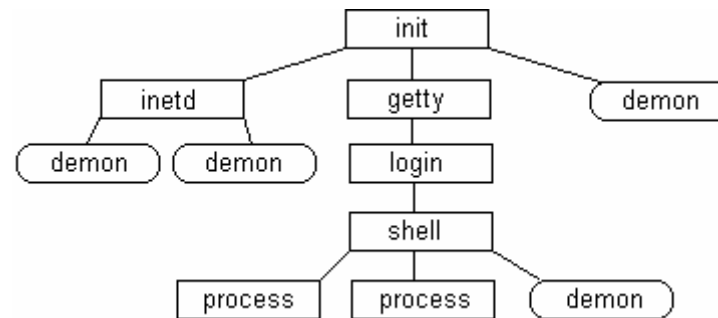 init
inetd
getty
demon
demon
demon
login
shell
process
process
demon